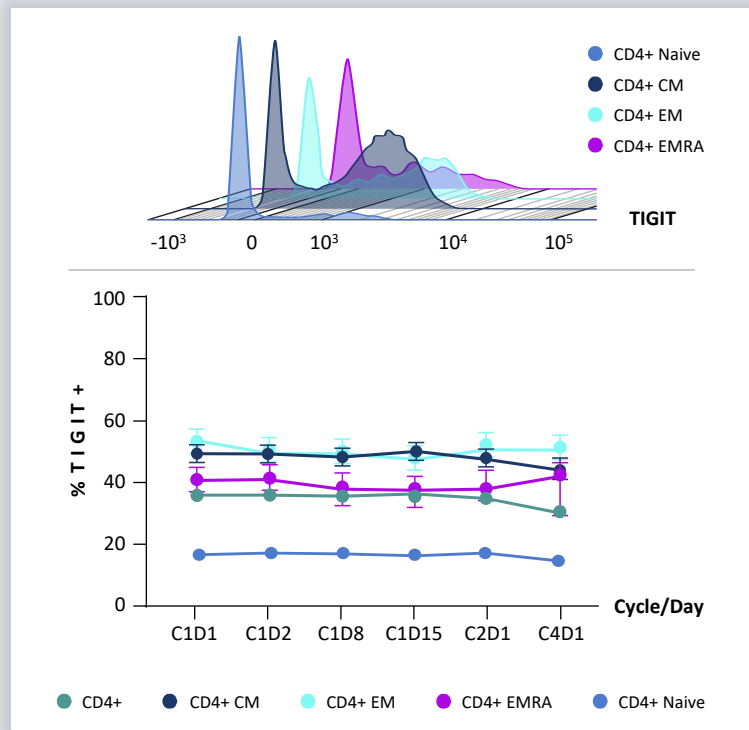 CD4+ Naive
CD4+ CM
CD4+ EM
CD4+ EMRA
TIGIT
-10³ 0 10³ 10⁴ 10⁵
100
80
60
40
20
0
% T I G I T +
Cycle/Day
C1D1 C1D2 C1D8 C1D15 C2D1 C4D1
CD4+ CD4+ CM CD4+ EM CD4+ EMRA CD4+ Naive